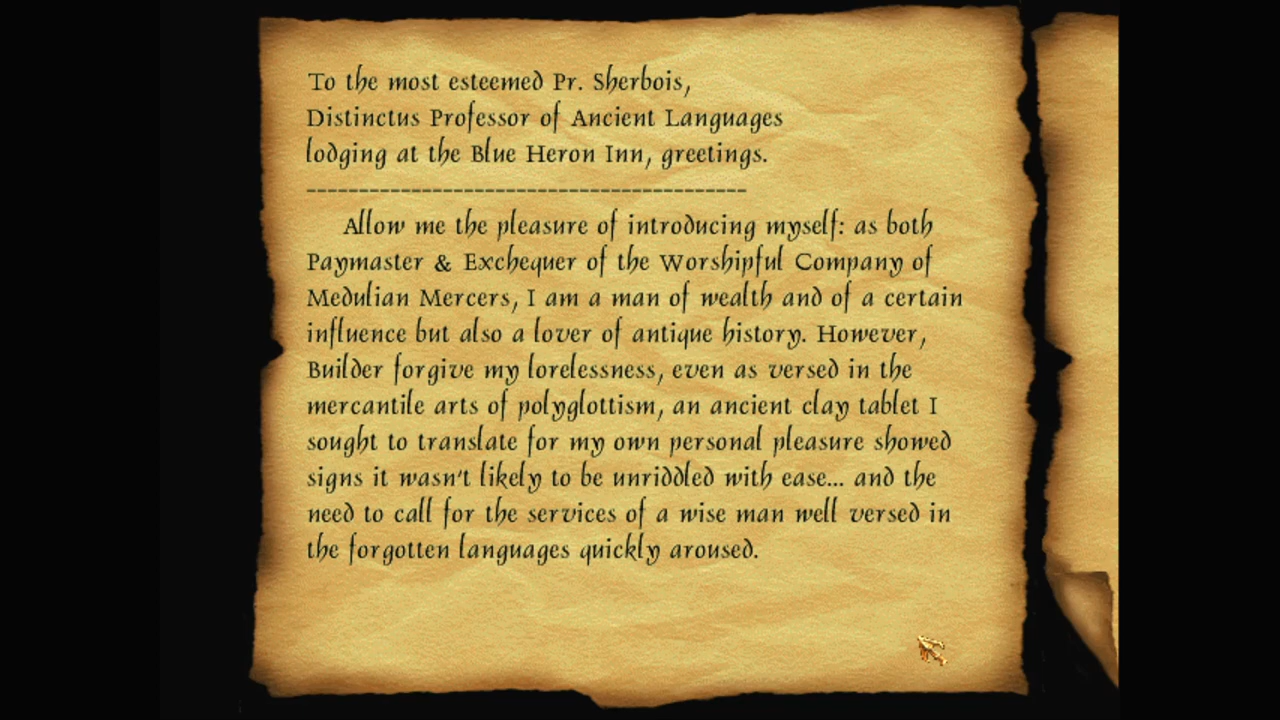 To the most esteemed Pr. Sherbois,
Distinctus Professor of Ancient Languages
lodging at the Blue Heron Inn, greetings.
------------------------------------------
Allow me the pleasure of introducing myself: as both
Paymaster & Exchequer of the Worshipful Company of
Medulian Mercers, I am a man of wealth and of a certain
influence but also a lover of antique history. However,
Builder forgive my lorelessness, even as versed in the
mercantile arts of polyglottism, an ancient clay tablet I
sought to translate for my own personal pleasure showed
signs it wasn't likely to be unriddled with ease... and the
need to call for the services of a wise man well versed in
the forgotten languages quickly aroused.